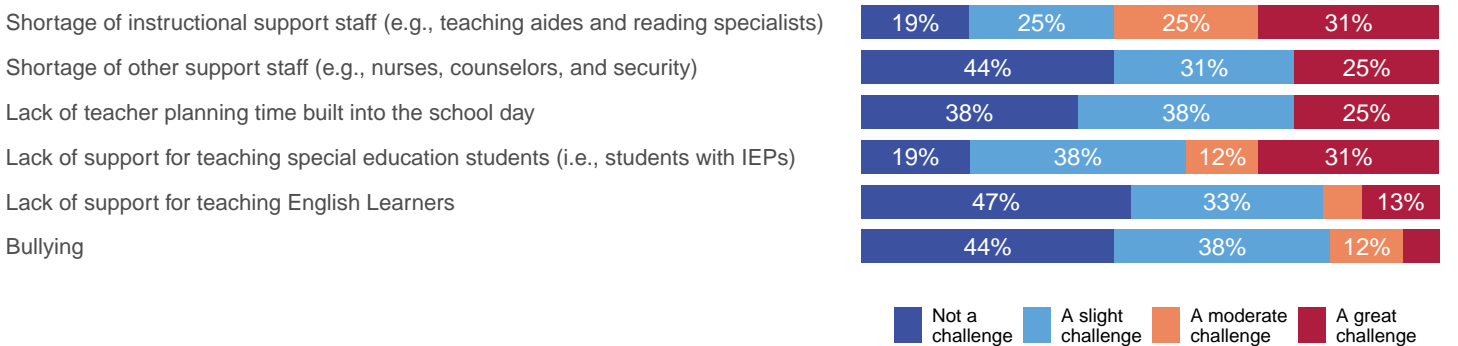 Shortage of instructional support staff (e.g., teaching aides and reading specialists) 19% 25% 25% 31%
Shortage of other support staff (e.g., nurses, counselors, and security) 44% 31% 25%
Lack of teacher planning time built into the school day 38% 38% 25%
Lack of support for teaching special education students (i.e., students with IEPs) 19% 38% 12% 31%
Lack of support for teaching English Learners 47% 33% 13%
Bullying 44% 38% 12%
Not a challenge
A slight challenge
A moderate challenge
A great challenge